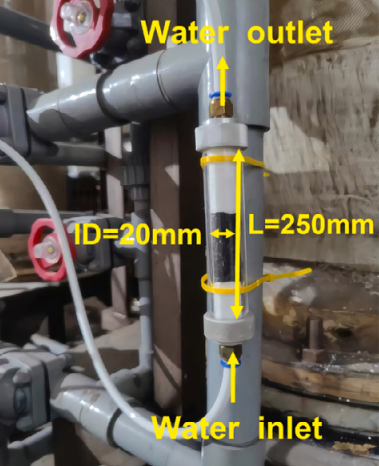 Water outlet
ID=20mm
L=250mm
Water inlet